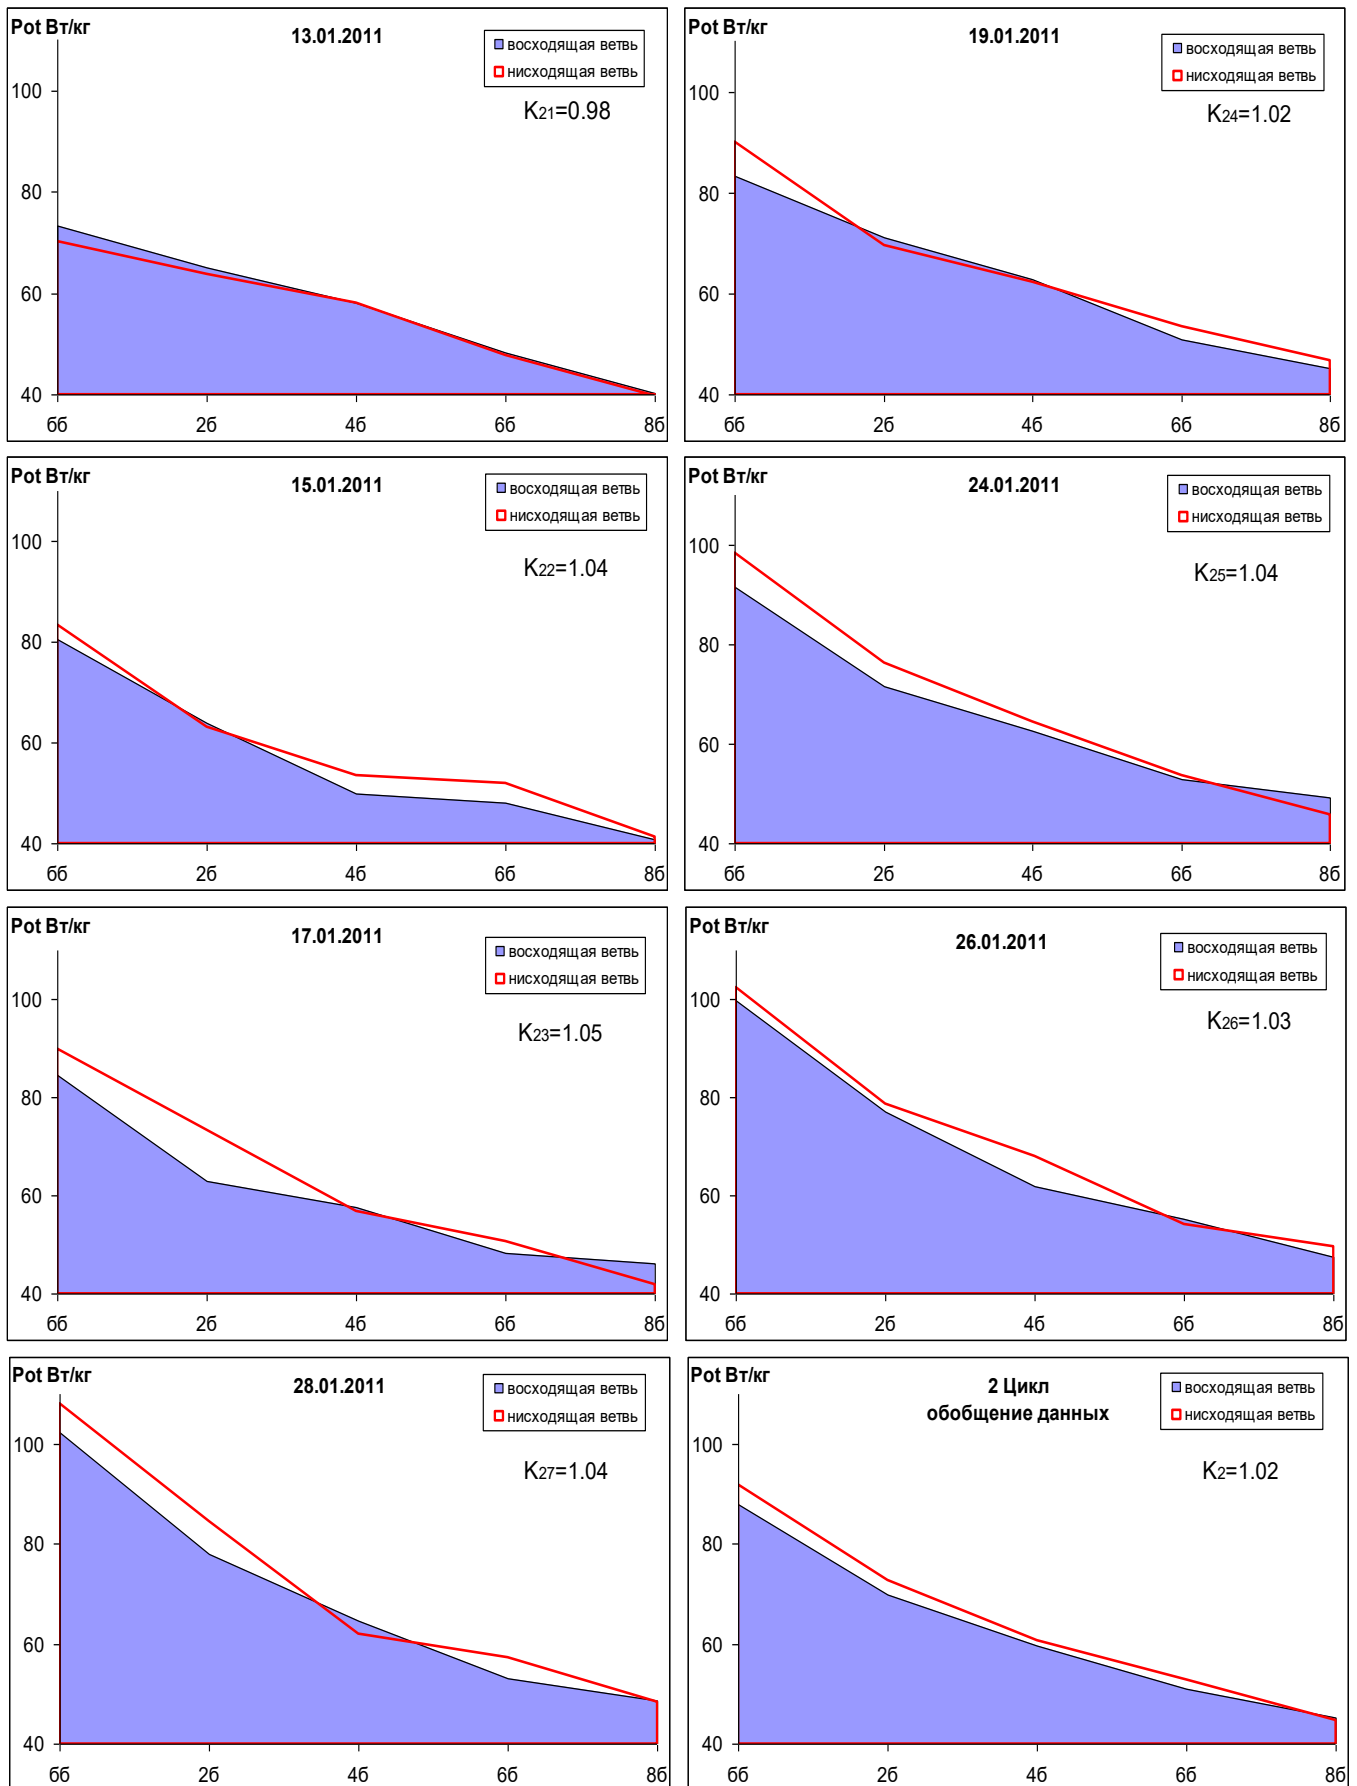 Pot Вт/кг
13.01.2011
восходящая ветвь
нисходящая ветвь
K21=0.98
100
80
60
40
6б 2б 4б 6б 8б
Pot Вт/кг
19.01.2011
восходящая ветвь
нисходящая ветвь
K24=1.02
100
80
60
40
6б 2б 4б 6б 8б
Pot Вт/кг
15.01.2011
восходящая ветвь
нисходящая ветвь
K22=1.04
100
80
60
40
6б 2б 4б 6б 8б
Pot Вт/кг
24.01.2011
восходящая ветвь
нисходящая ветвь
K25=1.04
100
80
60
40
6б 2б 4б 6б 8б
Pot Вт/кг
17.01.2011
восходящая ветвь
нисходящая ветвь
K23=1.05
100
80
60
40
6б 2б 4б 6б 8б
Pot Вт/кг
26.01.2011
восходящая ветвь
нисходящая ветвь
K26=1.03
100
80
60
40
6б 2б 4б 6б 8б
Pot Вт/кг
28.01.2011
восходящая ветвь
нисходящая ветвь
K27=1.04
100
80
60
40
6б 2б 4б 6б 8б
Pot Вт/кг
2 Цикл
обобщение данных
восходящая ветвь
нисходящая ветвь
K2=1.02
100
80
60
40
6б 2б 4б 6б 8б